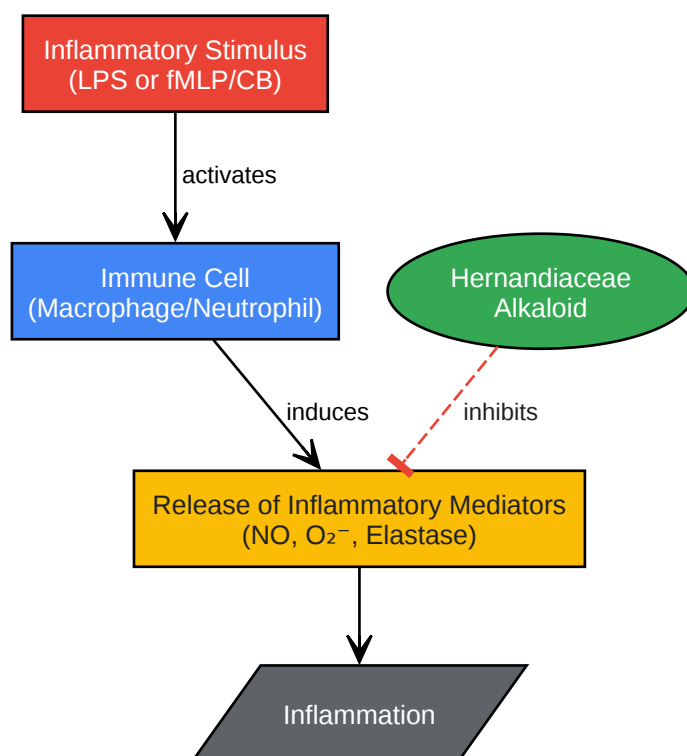 Inflammatory Stimulus
(LPS or fMLP/CB)
activates
Immune Cell
(Macrophage/Neutrophil)
Hernandiaceae
Alkaloid
induces
inhibits
Release of Inflammatory Mediators
(NO, O₂⁻, Elastase)
Inflammation